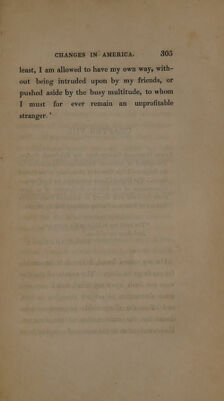 CHANGES IN AMERICA. 305
least, I am allowed to have my own way, with-
out being intruded upon by my friends, or
pushed aside by the busy multitude, to whom
I must for ever remain an unprofitable
stranger.'